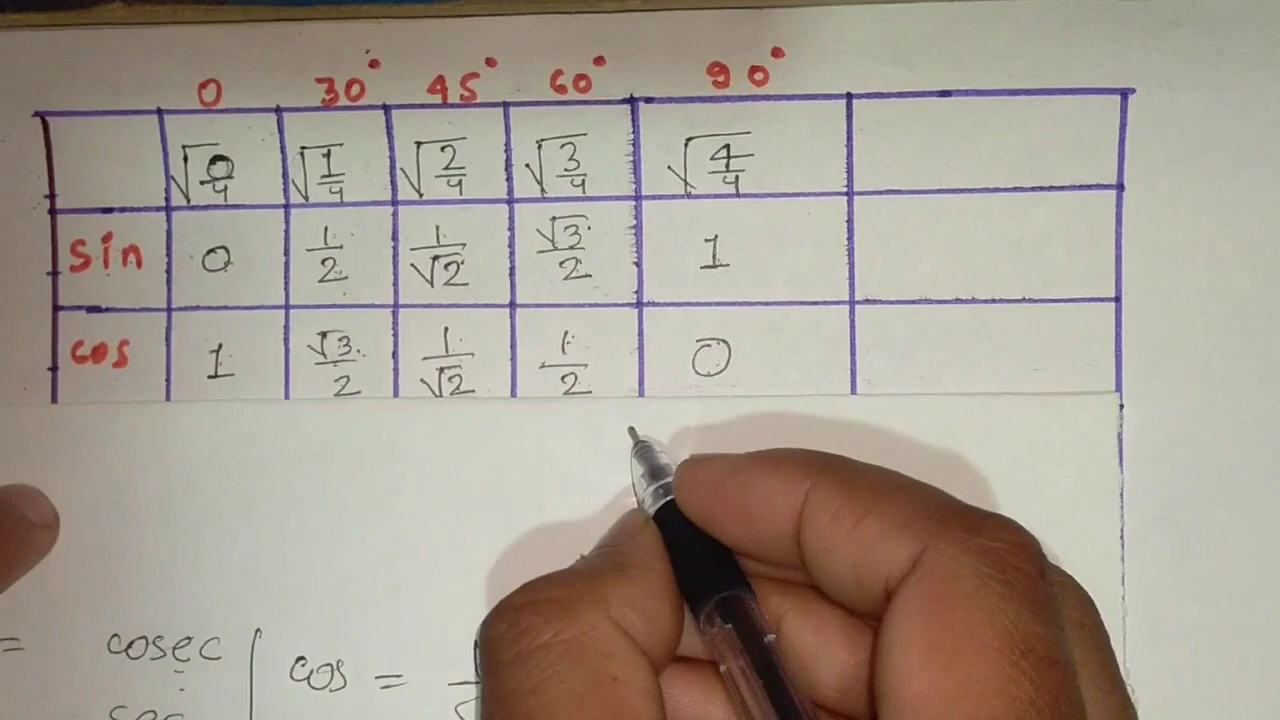 0 30° 45° 60° 90°
√0/4 √1/4 √2/4 √3/4 √4/4
sin 0 1/2 1/√2 √3/2 1
cos 1 √3/2 1/√2 1/2 0
= cosec cos =